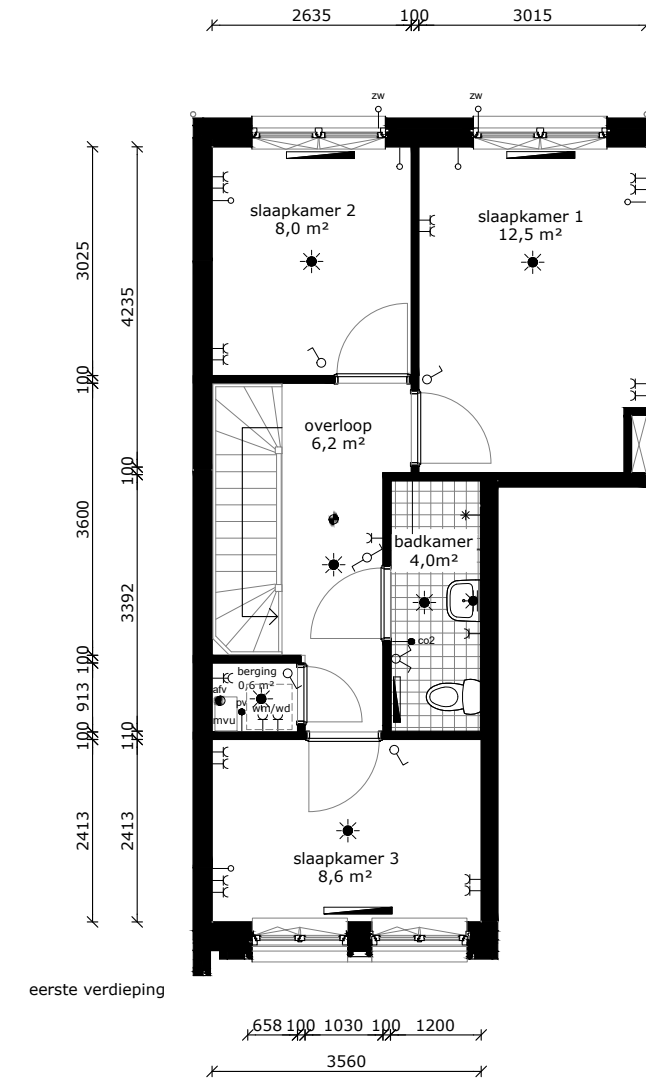 2635 100 3015
zw zw
slaapkamer 2
8,0 m²
slaapkamer 1
12,5 m²
3025
4235
100
overloop
6,2 m²
100
3600
badkamer
4,0m²
3392
co2
100
berging
0,6 m²
afv
pv
wm/wd
mvu
913
100
110
2413
2413
slaapkamer 3
8,6 m²
eerste verdieping
658 100 1030 100 1200
3560